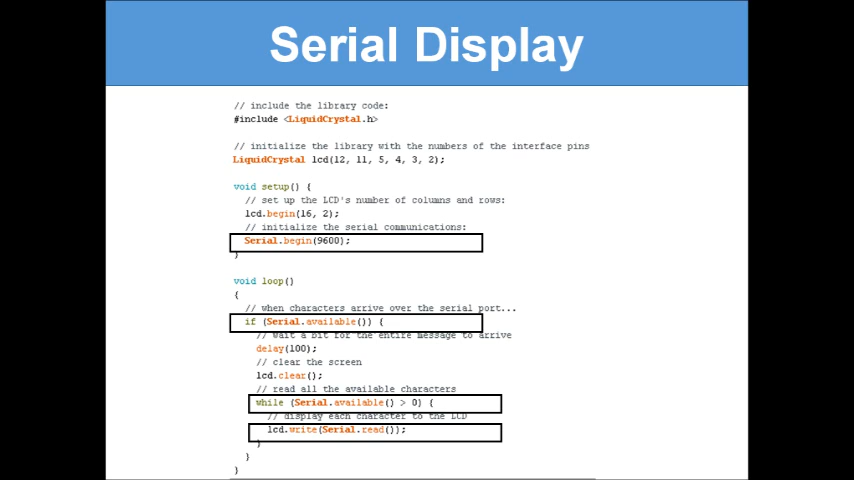 Serial Display
// include the library code:
#include <LiquidCrystal.h>
// initialize the library with the numbers of the interface pins
LiquidCrystal lcd(12, 11, 5, 4, 3, 2);
void setup() {
// set up the LCD's number of columns and rows:
lcd.begin(16, 2);
// initialize the serial communications:
Serial.begin(9600);
}
void loop()
{
// when characters arrive over the serial port...
if (Serial.available()) {
// wait a bit for the entire message to arrive
delay(100);
// clear the screen
lcd.clear();
// read all the available characters
while (Serial.available() > 0) {
// display each character to the LCD
lcd.write(Serial.read());
}
}
}